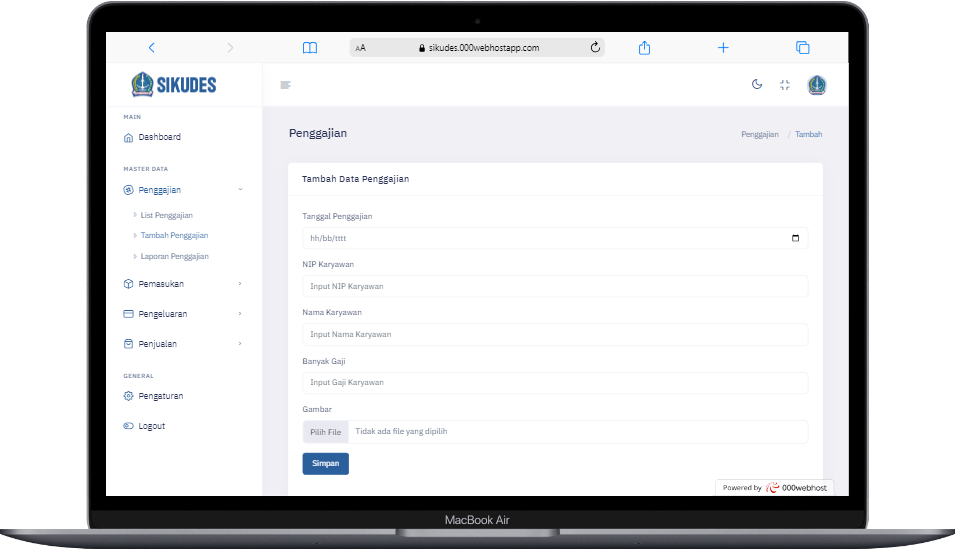 AA
sikudes.000webhostapp.com
SIKUDES
MAIN
Dashboard
MASTER DATA
Penggajian
List Penggajian
Tambah Penggajian
Laporan Penggajian
Pemasukan
Pengeluaran
Penjualan
GENERAL
Pengaturan
Logout
Penggajian
Penggajian / Tambah
Tambah Data Penggajian
Tanggal Penggajian
hh/bb/tttt
NIP Karyawan
Input NIP Karyawan
Nama Karyawan
Input Nama Karyawan
Banyak Gaji
Input Gaji Karyawan
Gambar
Pilih File Tidak ada file yang dipilih
Simpan
Powered by 000webhost
MacBook Air